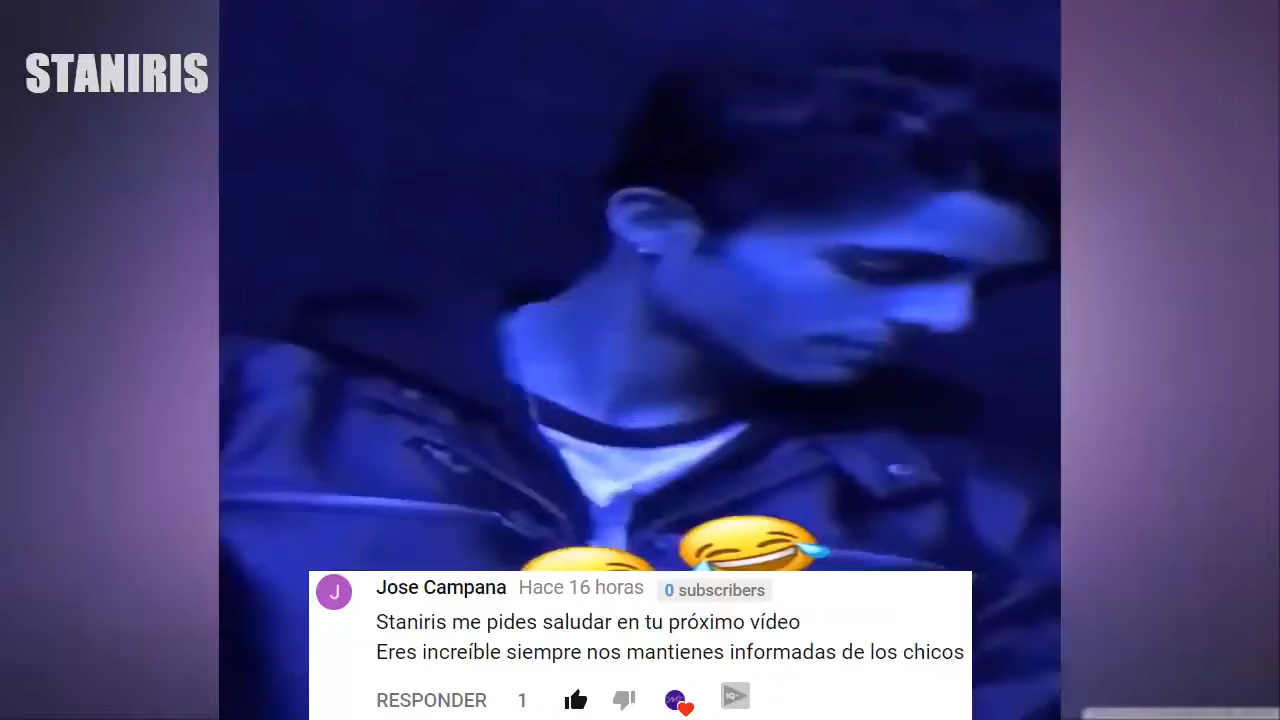 STANIRIS
Jose Campana Hace 16 horas 0 subscribers
Staniris me pides saludar en tu próximo vídeo
Eres increíble siempre nos mantienes informadas de los chicos
RESPONDER 1